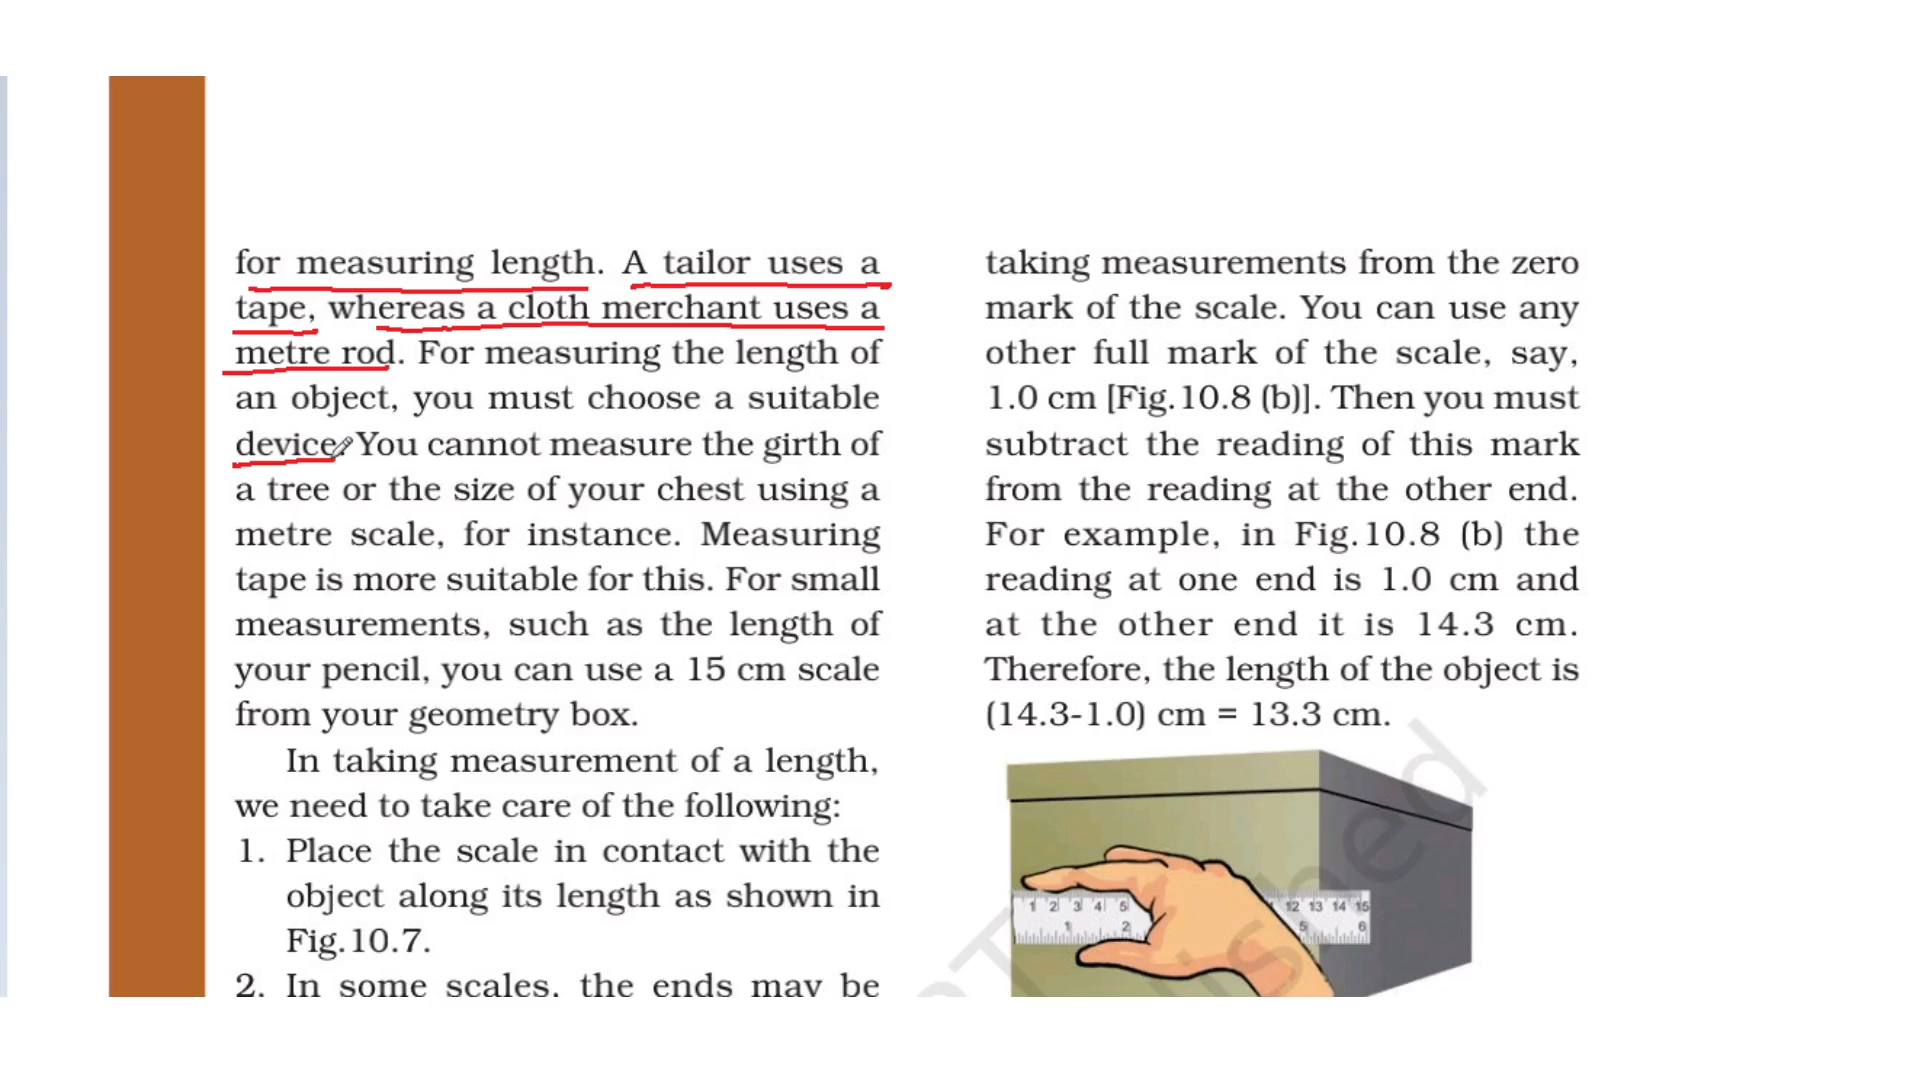 for measuring length. A tailor uses a
tape, whereas a cloth merchant uses a
metre rod. For measuring the length of
an object, you must choose a suitable
device. You cannot measure the girth of
a tree or the size of your chest using a
metre scale, for instance. Measuring
tape is more suitable for this. For small
measurements, such as the length of
your pencil, you can use a 15 cm scale
from your geometry box.
In taking measurement of a length,
we need to take care of the following:
1. Place the scale in contact with the
object along its length as shown in
Fig.10.7.
2. In some scales, the ends may be
taking measurements from the zero
mark of the scale. You can use any
other full mark of the scale, say,
1.0 cm [Fig.10.8 (b)]. Then you must
subtract the reading of this mark
from the reading at the other end.
For example, in Fig.10.8 (b) the
reading at one end is 1.0 cm and
at the other end it is 14.3 cm.
Therefore, the length of the object is
(14.3-1.0) cm = 13.3 cm.
1 2 3 4 5 12 13 14 15
1 2 5 6